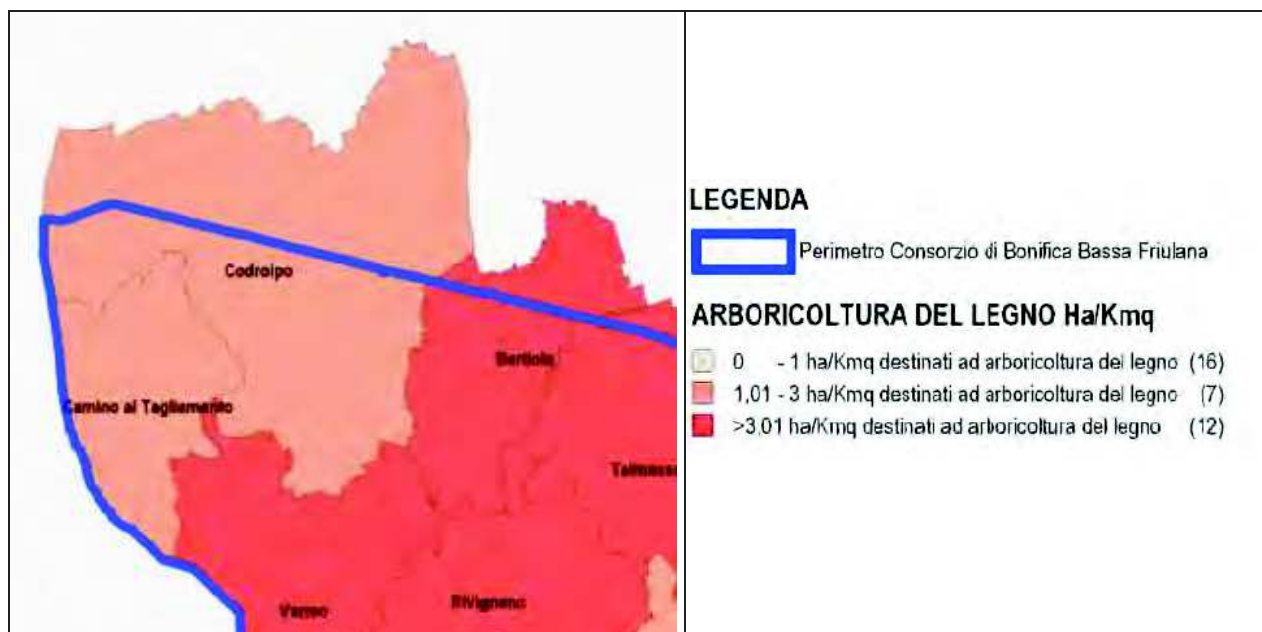 Codroipo
Bertiolo
Camino al Tagliamento
Varmo
Rivignano
LEGENDA
Perimetro Consorzio di Bonifica Bassa Friulana
ARBORICOLTURA DEL LEGNO Ha/Kmq
0 - 1 ha/Kmq destinati ad arboricoltura del legno (16)
1,01 - 3 ha/Kmq destinati ad arboricoltura del legno (7)
>3,01 ha/Kmq destinati ad arboricoltura del legno (12)